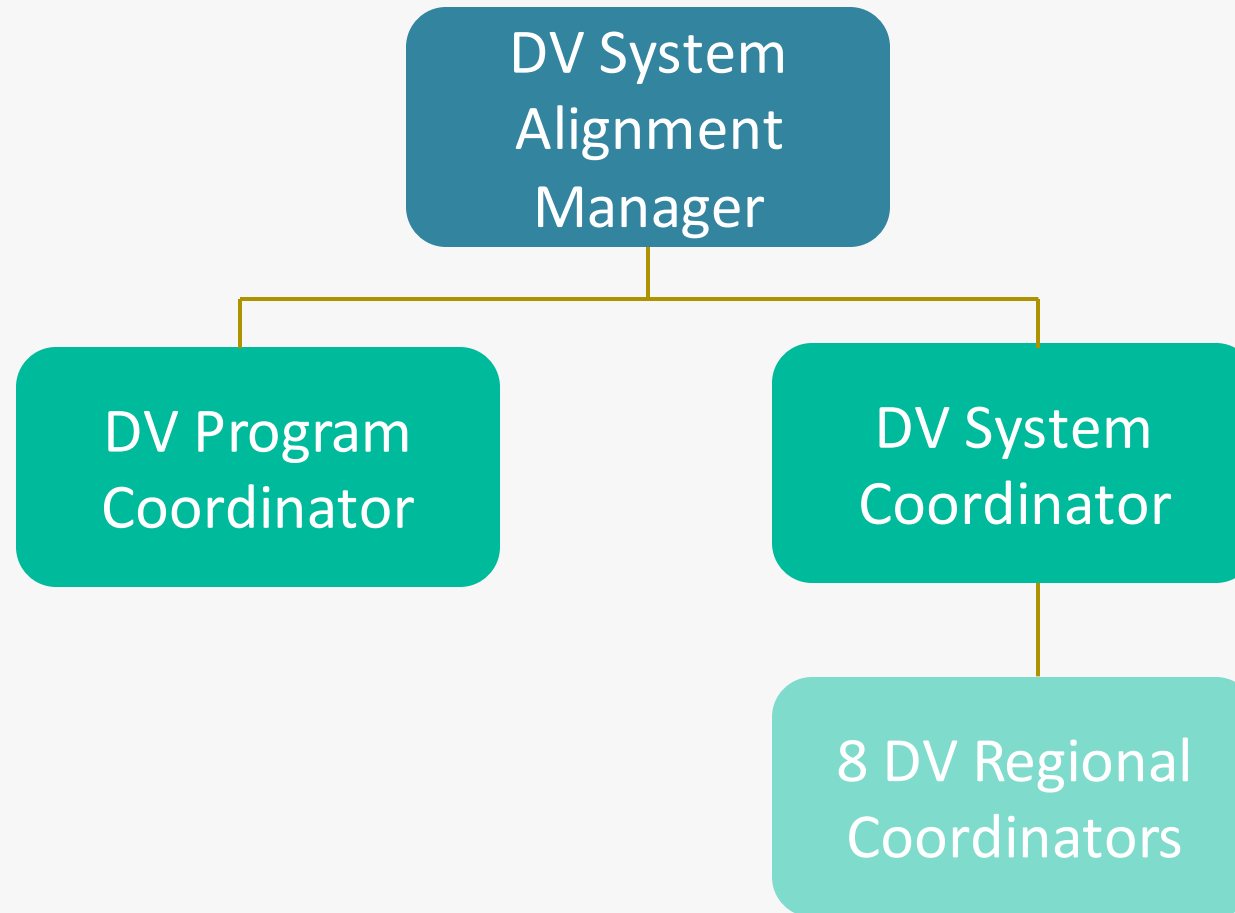 DV System
Alignment
Manager
DV Program
Coordinator
DV System
Coordinator
8 DV Regional
Coordinators